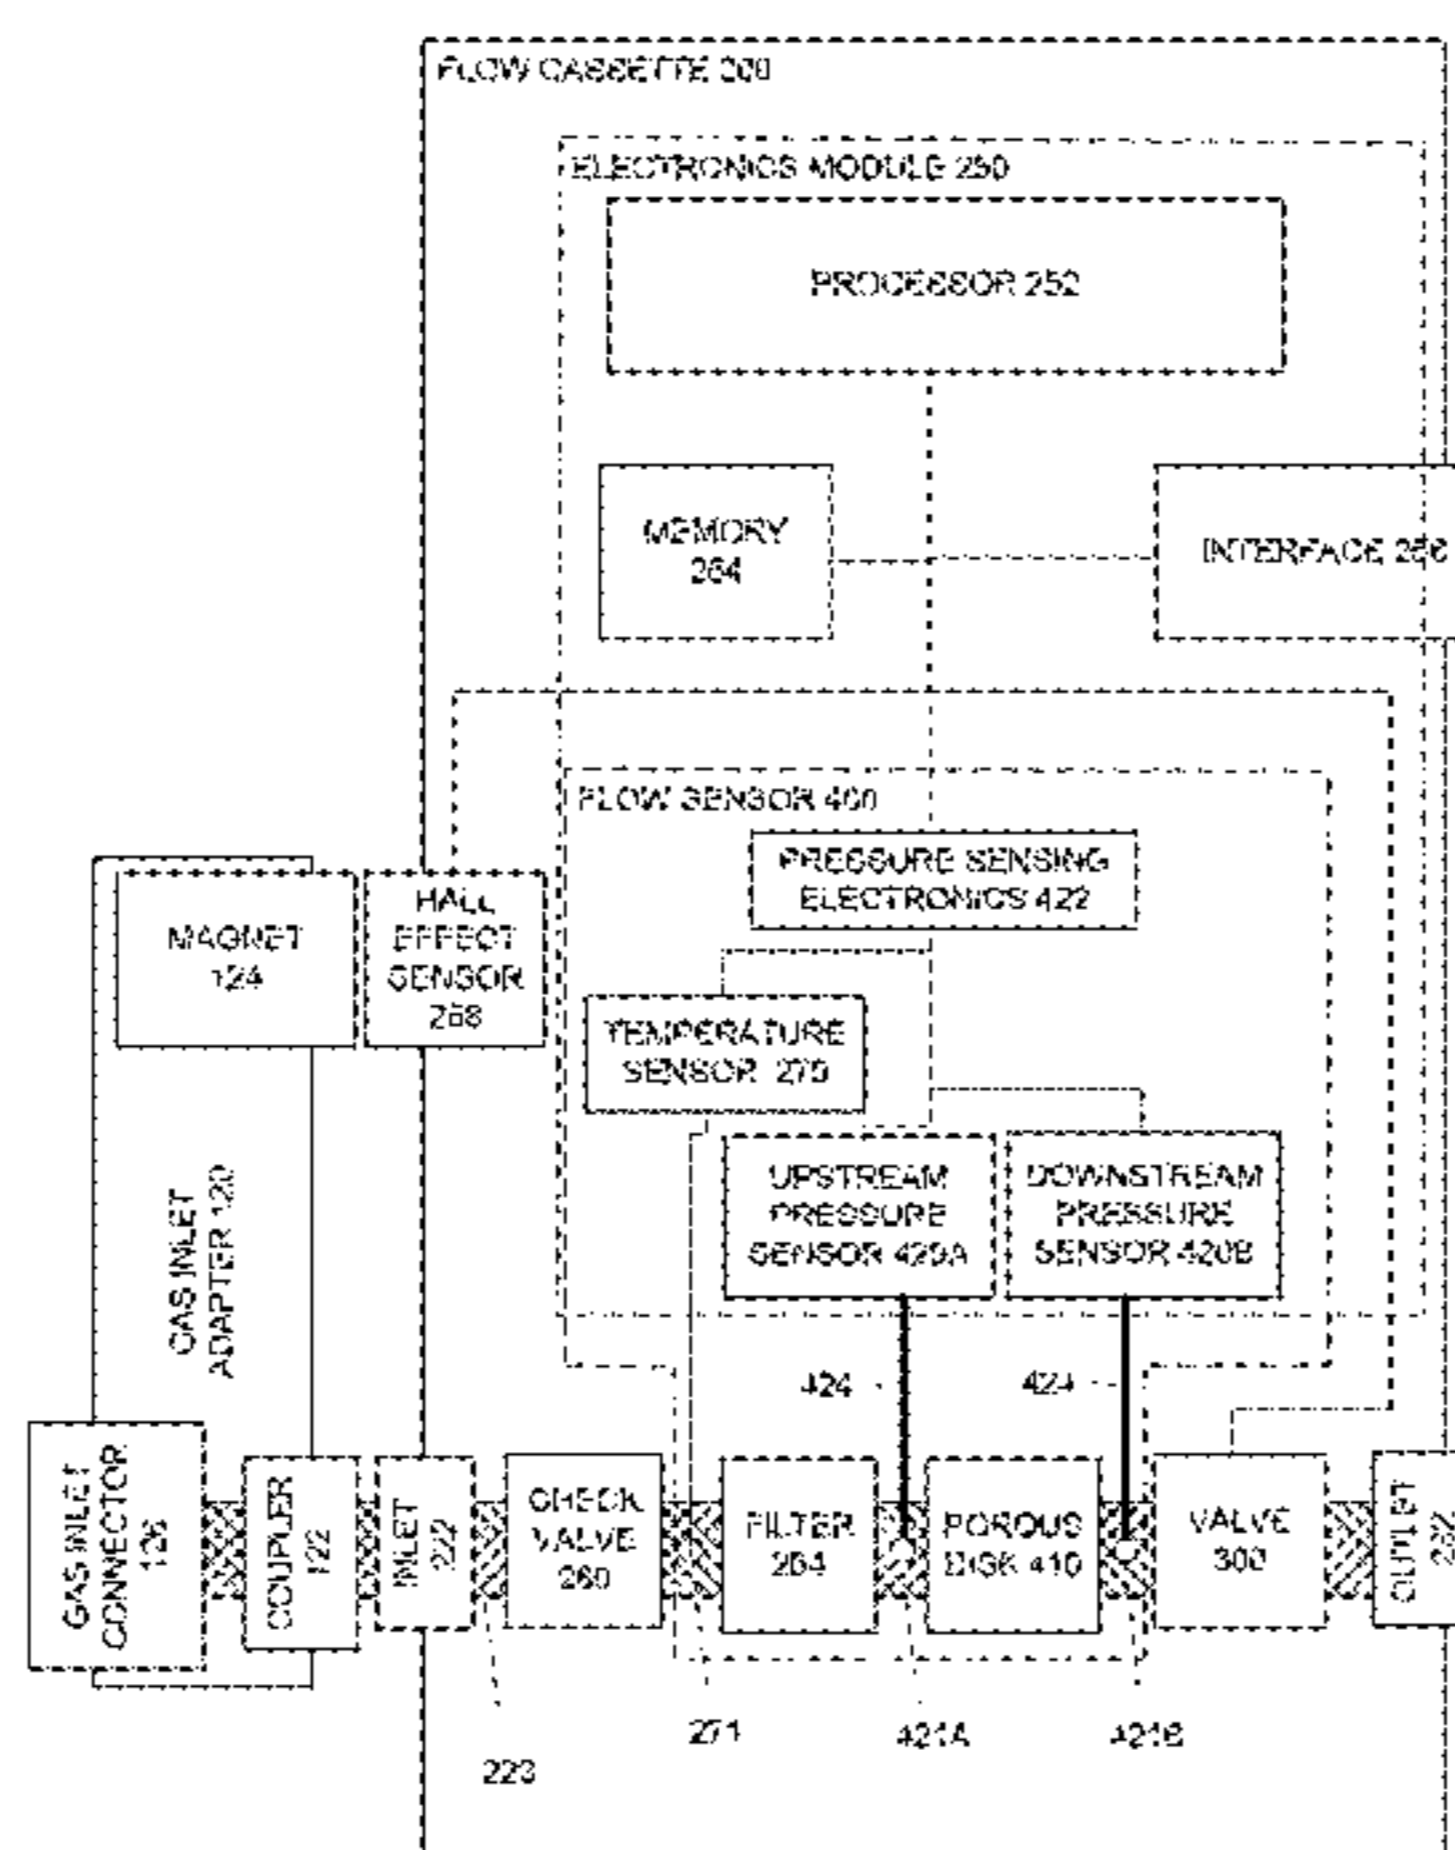 FLOW CASSETTE 200
ELECTRONICS MODULE 250
PROCESSOR 252
MEMORY
254
INTERFACE 256
FLOW SENSOR 400
PRESSURE SENSING
ELECTRONICS 422
MAGNET
124
HALL
EFFECT
SENSOR
268
TEMPERATURE
SENSOR 270
UPSTREAM
PRESSURE
SENSOR 420A
DOWNSTREAM
PRESSURE
SENSOR 420B
GAS INLET
ADAPTER 120
424
424
GAS INLET
CONNECTOR
126
COUPLER
122
INLET
222
CHECK
VALVE
260
FILTER
264
POROUS
DISK 410
VALVE
300
OUTLET
271
421A
421B
223